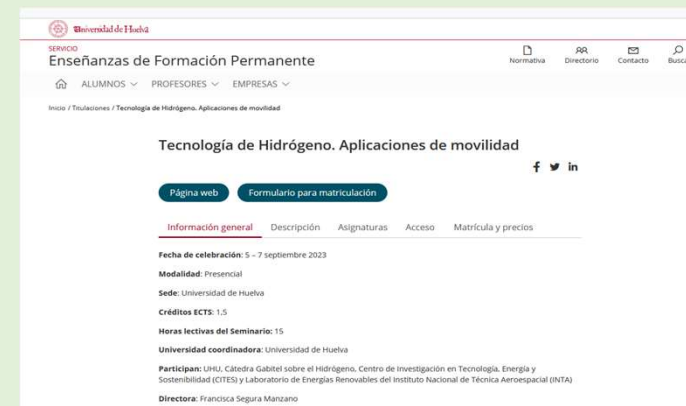 Universidad de Huelva
SERVICIO
Enseñanzas de Formación Permanente
Normativa
Directorio
Contacto
Busca
ALUMNOS
PROFESORES
EMPRESAS
Inicio / Titulaciones / Tecnología de Hidrógeno. Aplicaciones de movilidad
Tecnología de Hidrógeno. Aplicaciones de movilidad
Página web
Formulario para matriculación
Información general
Descripción
Asignaturas
Acceso
Matrícula y precios
Fecha de celebración: 5 – 7 septiembre 2023
Modalidad: Presencial
Sede: Universidad de Huelva
Créditos ECTS: 1,5
Horas lectivas del Seminario: 15
Universidad coordinadora: Universidad de Huelva
Participan: UHU, Cátedra Gabitel sobre el Hidrógeno, Centro de Investigación en Tecnología, Energía y
Sostenibilidad (CITES) y Laboratorio de Energías Renovables del Instituto Nacional de Técnica Aeroespacial (INTA)
Directora: Francisca Segura Manzano